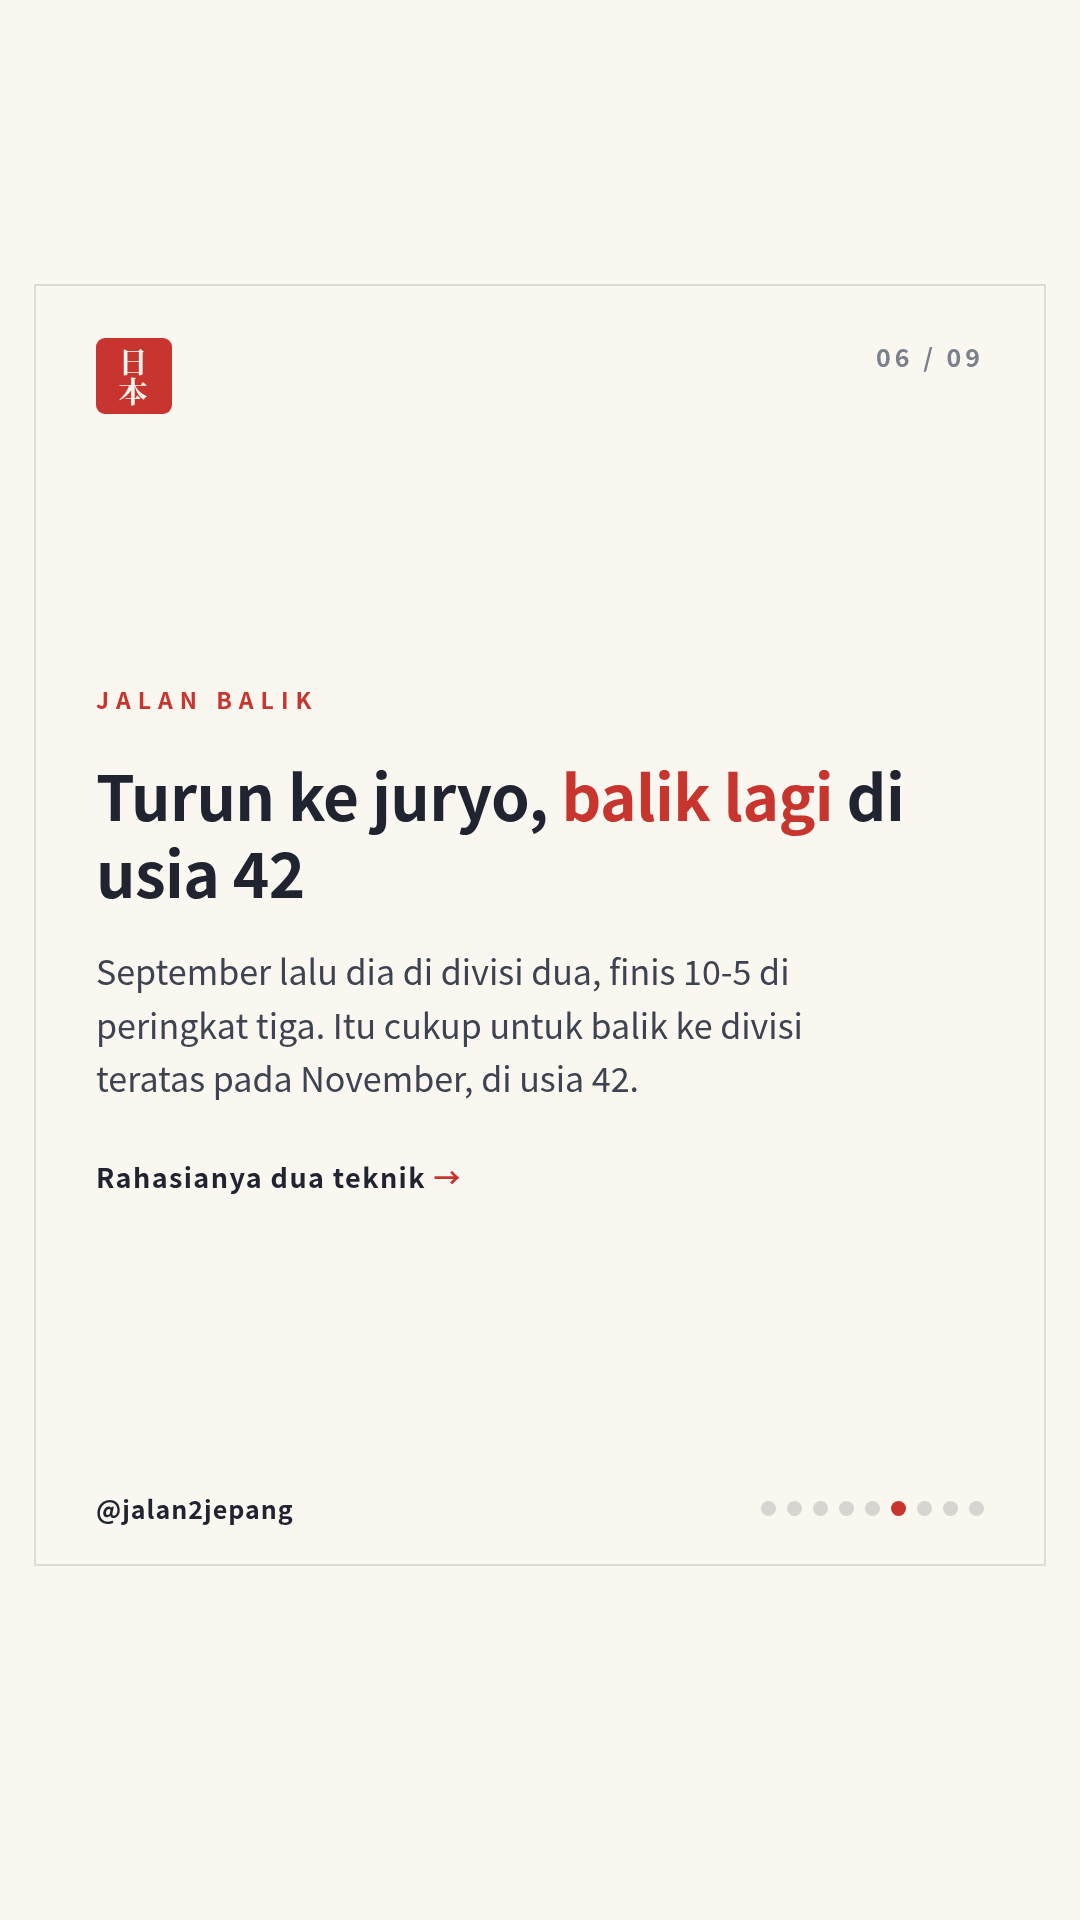 日
本
06 / 09
JALAN BALIK
Turun ke juryo, balik lagi di
usia 42
September lalu dia di divisi dua, finis 10-5 di
peringkat tiga. Itu cukup untuk balik ke divisi
teratas pada November, di usia 42.
Rahasianya dua teknik →
@jalan2jepang